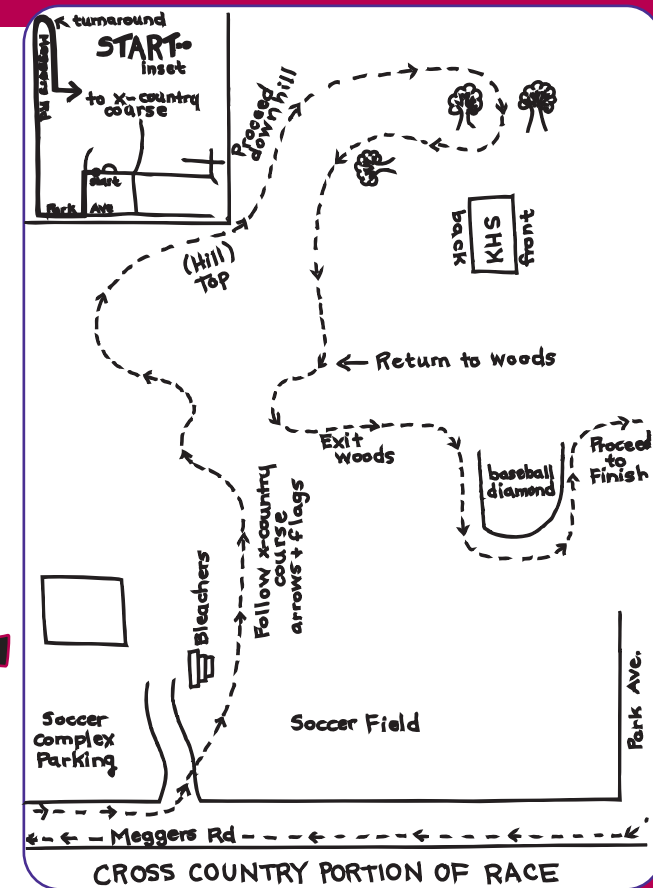 turnaround
START
inset
Meggers Rd
to x-country
course
start
Park Ave
Proceed
downhill
(Hill)
Top
back
KHS
front
Return to woods
Exit
woods
baseball
diamond
Proceed
to
Finish
Follow x-country
course
arrows + flags
Bleachers
Soccer
complex
Parking
Soccer Field
Park Ave.
Meggers Rd
CROSS COUNTRY PORTION OF RACE